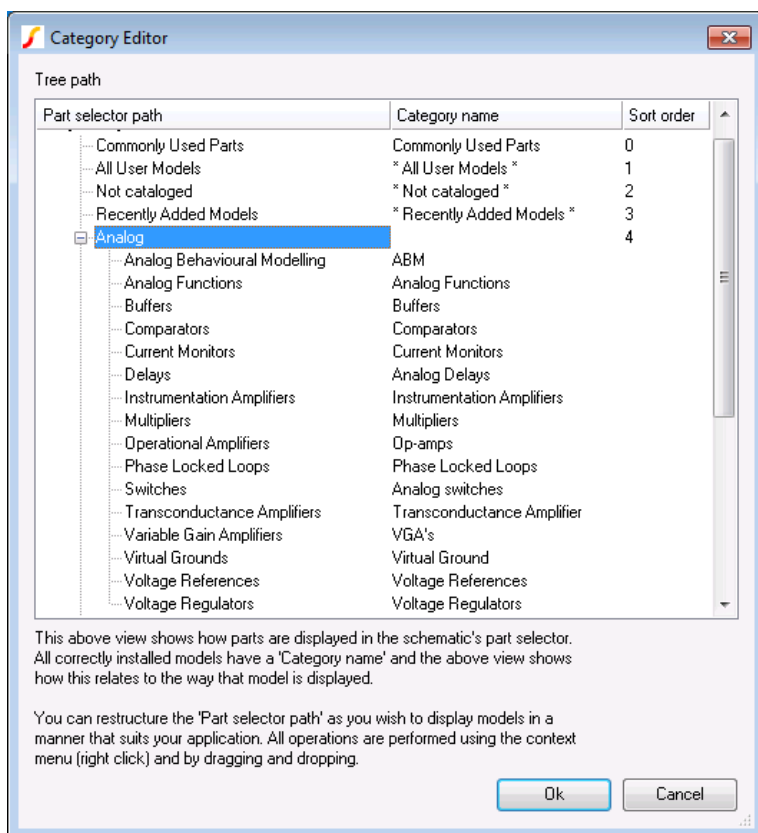 Category Editor
Tree path
Part selector path Category name Sort order
Commonly Used Parts Commonly Used Parts 0
All User Models * All User Models * 1
Not cataloged * Not cataloged * 2
Recently Added Models * Recently Added Models * 3
Analog 4
Analog Behavioural Modelling ABM
Analog Functions Analog Functions
Buffers Buffers
Comparators Comparators
Current Monitors Current Monitors
Delays Analog Delays
Instrumentation Amplifiers Instrumentation Amplifiers
Multipliers Multipliers
Operational Amplifiers Op-amps
Phase Locked Loops Phase Locked Loops
Switches Analog switches
Transconductance Amplifiers Transconductance Amplifier
Variable Gain Amplifiers VGA's
Virtual Grounds Virtual Ground
Voltage References Voltage References
Voltage Regulators Voltage Regulators
This above view shows how parts are displayed in the schematic's part selector.
All correctly installed models have a 'Category name' and the above view shows
how this relates to the way that model is displayed.
You can restructure the 'Part selector path' as you wish to display models in a
manner that suits your application. All operations are performed using the context
menu (right click) and by dragging and dropping.
Ok Cancel